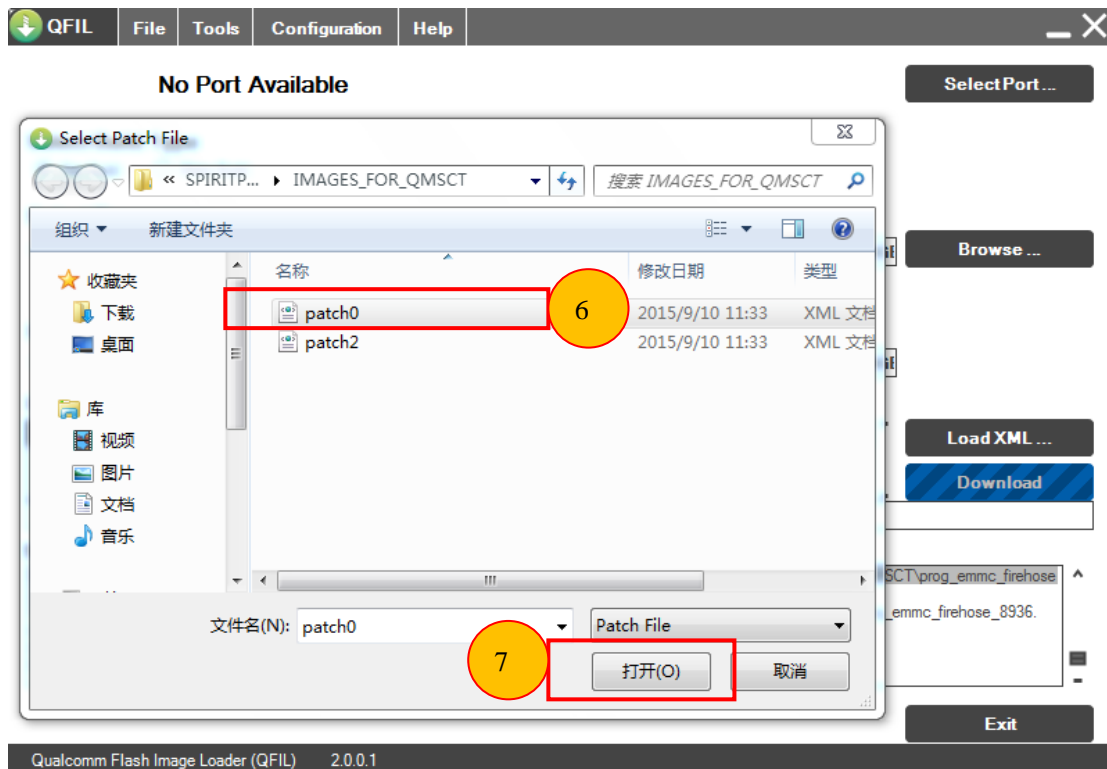 QFIL File Tools Configuration Help
No Port Available
Select Port ...
Select Patch File
« SPIRITP... ▸ IMAGES_FOR_QMSCT
搜索 IMAGES_FOR_QMSCT
组织 新建文件夹
Browse ...
收藏夹
下载
桌面
库
视频
图片
文档
音乐
名称 修改日期 类型
patch0 2015/9/10 11:33 XML 文档
patch2 2015/9/10 11:33 XML 文档
6
Load XML ...
Download
SCT\prog_emmc_firehose
_emmc_firehose_8936.
文件名(N): patch0 Patch File
7
打开(O) 取消
Exit
Qualcomm Flash Image Loader (QFIL) 2.0.0.1